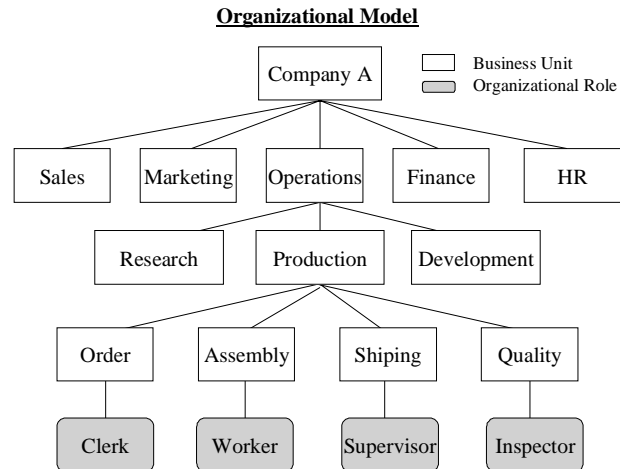 Organizational Model
Company A
Business Unit
Organizational Role
Sales
Marketing
Operations
Finance
HR
Research
Production
Development
Order
Assembly
Shiping
Quality
Clerk
Worker
Supervisor
Inspector